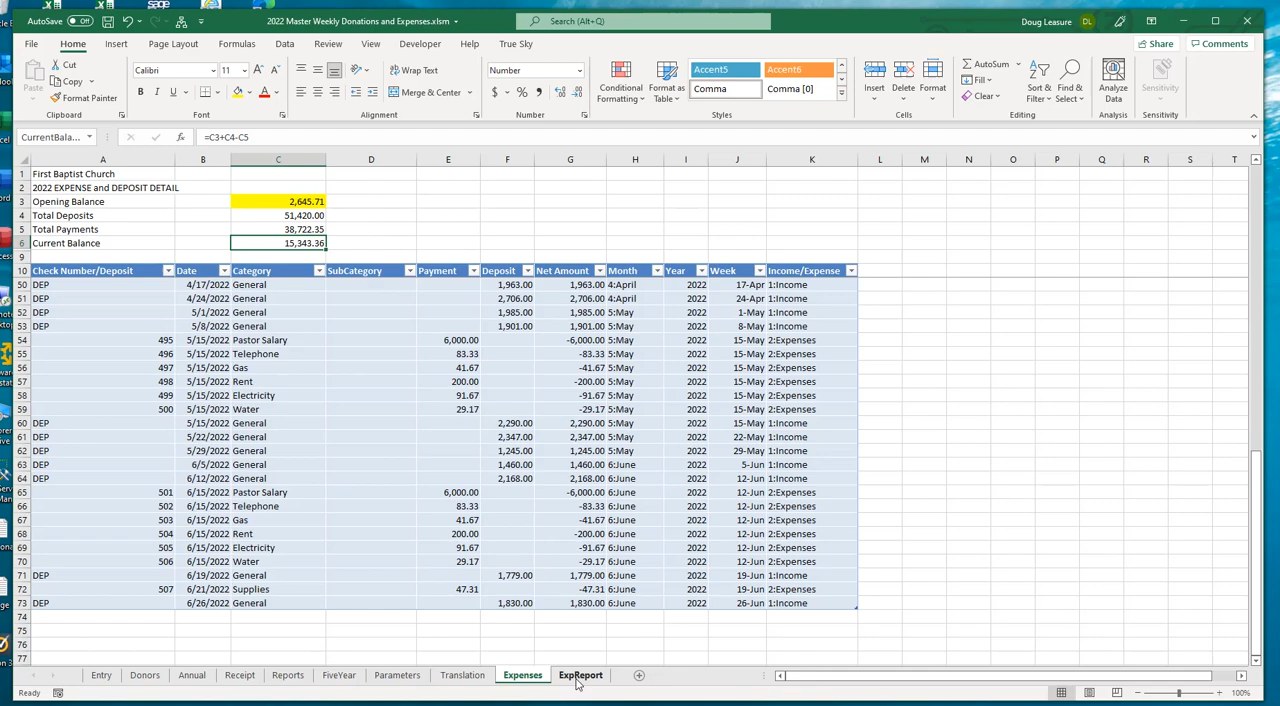 AutoSave Off 2022 Master Weekly Donations and Expenses.xlsm Search (Alt+Q) Doug Leasure DL
File Home Insert Page Layout Formulas Data Review View Developer Help True Sky Share Comments
Paste Cut Copy Format Painter Clipboard
Calibri 11 B I U Font
Wrap Text Merge & Center Alignment
Number $ % Number
Conditional Formatting Format as Table
Accent5 Accent6
Comma Comma [0]
Styles
Insert Delete Format Cells
AutoSum Fill Clear Sort & Filter Find & Select Editing
Analyze Data Analysis
Sensitivity Sensitivity
CurrentBala... fx =C3+C4-C5
A B C D E F G H I J K L M N O P Q R S T
1 First Baptist Church
2 2022 EXPENSE and DEPOSIT DETAIL
3 Opening Balance 2,645.71
4 Total Deposits 51,420.00
5 Total Payments 38,722.35
6 Current Balance 15,343.36
9
10 Check Number/Deposit Date Category SubCategory Payment Deposit Net Amount Month Year Week Income/Expense
50 DEP 4/17/2022 General 1,963.00 1,963.00 4:April 2022 17-Apr 1:Income
51 DEP 4/24/2022 General 2,706.00 2,706.00 4:April 2022 24-Apr 1:Income
52 DEP 5/1/2022 General 1,985.00 1,985.00 5:May 2022 1-May 1:Income
53 DEP 5/8/2022 General 1,901.00 1,901.00 5:May 2022 8-May 1:Income
54 495 5/15/2022 Pastor Salary 6,000.00 -6,000.00 5:May 2022 15-May 2:Expenses
55 496 5/15/2022 Telephone 83.33 -83.33 5:May 2022 15-May 2:Expenses
56 497 5/15/2022 Gas 41.67 -41.67 5:May 2022 15-May 2:Expenses
57 498 5/15/2022 Rent 200.00 -200.00 5:May 2022 15-May 2:Expenses
58 499 5/15/2022 Electricity 91.67 -91.67 5:May 2022 15-May 2:Expenses
59 500 5/15/2022 Water 29.17 -29.17 5:May 2022 15-May 2:Expenses
60 DEP 5/15/2022 General 2,290.00 2,290.00 5:May 2022 15-May 1:Income
61 DEP 5/22/2022 General 2,347.00 2,347.00 5:May 2022 22-May 1:Income
62 DEP 5/29/2022 General 1,245.00 1,245.00 5:May 2022 29-May 1:Income
63 DEP 6/5/2022 General 1,460.00 1,460.00 6:June 2022 5-Jun 1:Income
64 DEP 6/12/2022 General 2,168.00 2,168.00 6:June 2022 12-Jun 1:Income
65 501 6/15/2022 Pastor Salary 6,000.00 -6,000.00 6:June 2022 12-Jun 2:Expenses
66 502 6/15/2022 Telephone 83.33 -83.33 6:June 2022 12-Jun 2:Expenses
67 503 6/15/2022 Gas 41.67 -41.67 6:June 2022 12-Jun 2:Expenses
68 504 6/15/2022 Rent 200.00 -200.00 6:June 2022 12-Jun 2:Expenses
69 505 6/15/2022 Electricity 91.67 -91.67 6:June 2022 12-Jun 2:Expenses
70 506 6/15/2022 Water 29.17 -29.17 6:June 2022 12-Jun 2:Expenses
71 DEP 6/19/2022 General 1,779.00 1,779.00 6:June 2022 19-Jun 1:Income
72 507 6/21/2022 Supplies 47.31 -47.31 6:June 2022 19-Jun 2:Expenses
73 DEP 6/26/2022 General 1,830.00 1,830.00 6:June 2022 26-Jun 1:Income
74
75
76
77
Entry Donors Annual Receipt Reports FiveYear Parameters Translation Expenses ExpReport
Ready 100%